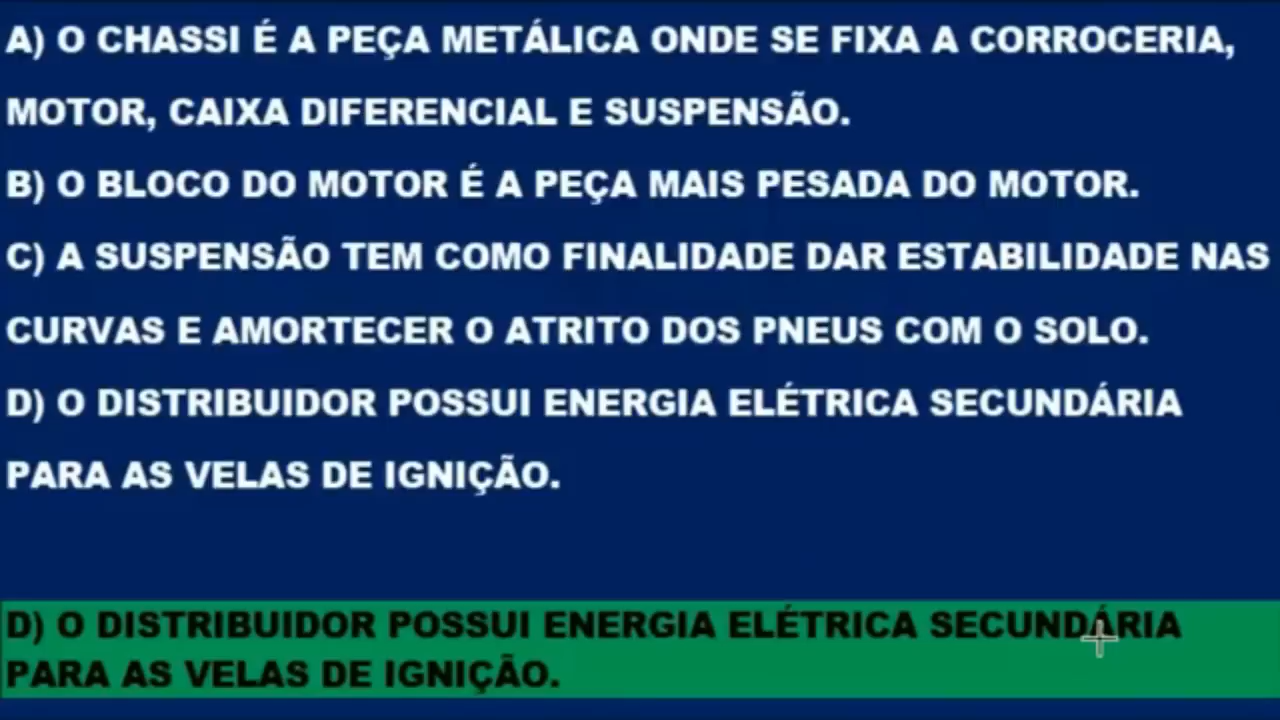 A) O CHASSI É A PEÇA METÁLICA ONDE SE FIXA A CORROCERIA,
MOTOR, CAIXA DIFERENCIAL E SUSPENSÃO.
B) O BLOCO DO MOTOR É A PEÇA MAIS PESADA DO MOTOR.
C) A SUSPENSÃO TEM COMO FINALIDADE DAR ESTABILIDADE NAS
CURVAS E AMORTECER O ATRITO DOS PNEUS COM O SOLO.
D) O DISTRIBUIDOR POSSUI ENERGIA ELÉTRICA SECUNDÁRIA
PARA AS VELAS DE IGNIÇÃO.
D) O DISTRIBUIDOR POSSUI ENERGIA ELÉTRICA SECUNDÁRIA
PARA AS VELAS DE IGNIÇÃO.